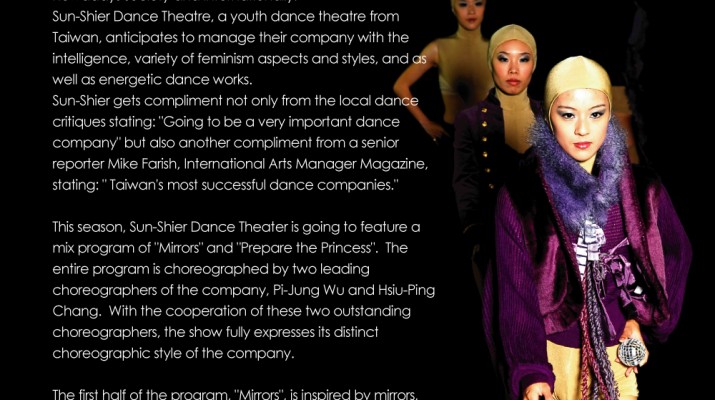 Sun-Shier Dance Theatre, a youth dance theatre from
Taiwan, anticipates to manage their company with the
intelligence, variety of feminism aspects and styles, and as
well as energetic dance works.
Sun-Shier gets compliment not only from the local dance
critiques stating: "Going to be a very important dance
company" but also another compliment from a senior
reporter Mike Farish, International Arts Manager Magazine,
stating: " Taiwan's most successful dance companies."
This season, Sun-Shier Dance Theater is going to feature a
mix program of "Mirrors" and "Prepare the Princess".  The
entire program is choreographed by two leading
choreographers of the company, Pi-Jung Wu and Hsiu-Ping
Chang.  With the cooperation of these two outstanding
choreographers, the show fully expresses its distinct
choreographic style of the company.
The first half of the program, "Mirrors", is inspired by mirrors,